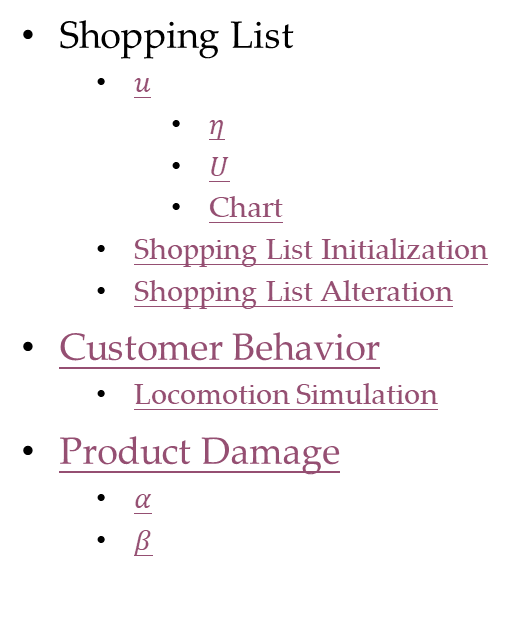 • Shopping List
• u
• η
• U
• Chart
• Shopping List Initialization
• Shopping List Alteration
• Customer Behavior
• Locomotion Simulation
• Product Damage
• α
• β